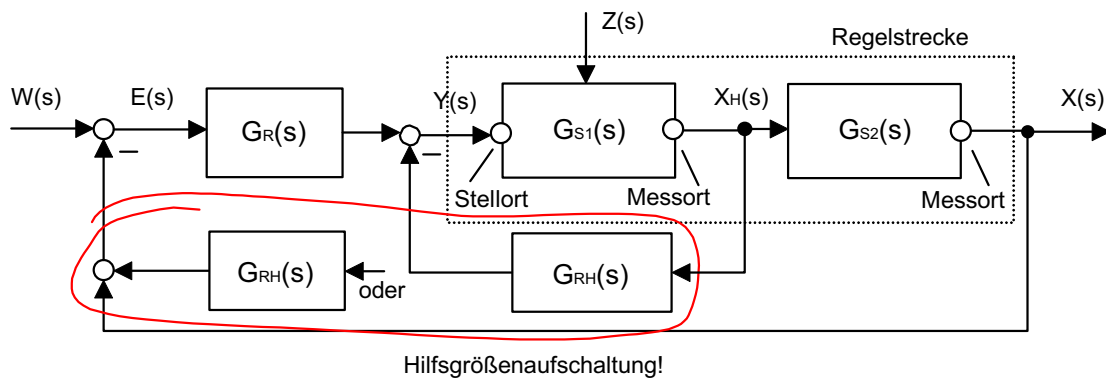 Z(s)
Regelstrecke
W(s)
E(s)
GR(s)
Y(s)
GS1(s)
XH(s)
GS2(s)
X(s)
Stellort
Messort
Messort
GRH(s)
oder
GRH(s)
Hilfsgrößenaufschaltung!